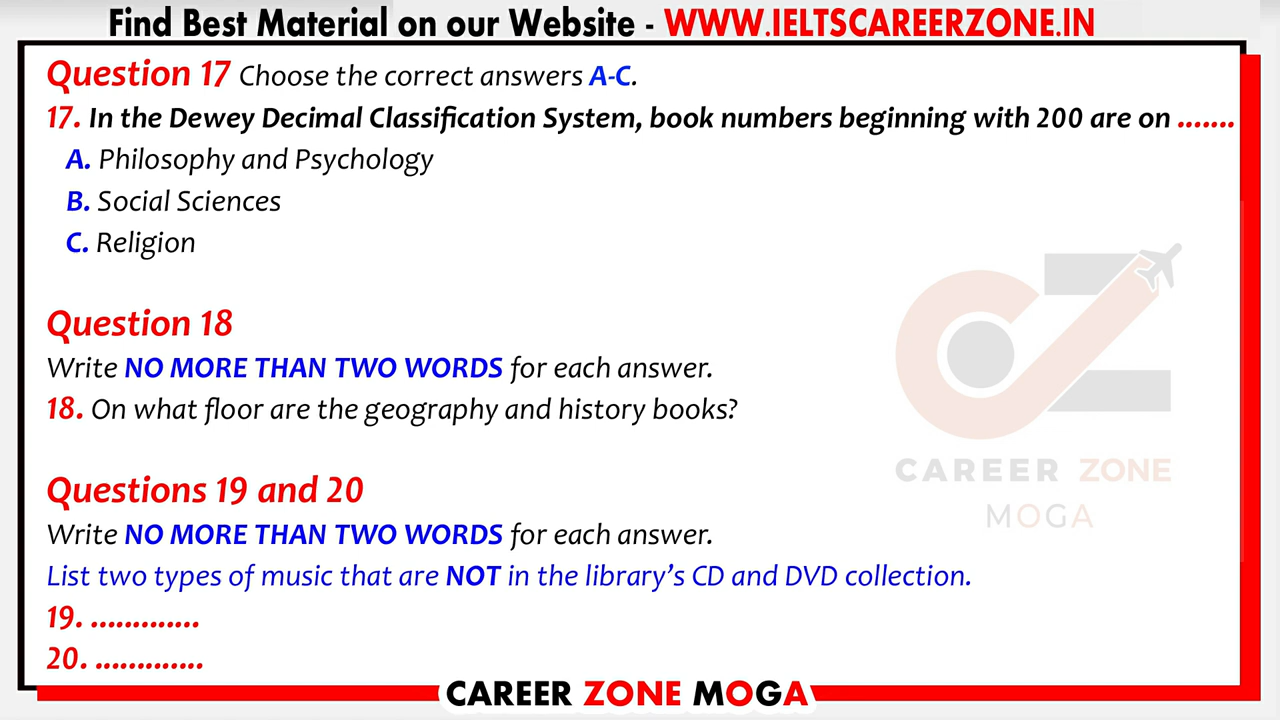 Find Best Material on our Website - WWW.IELTSCAREERZONE.IN
Question 17 Choose the correct answers A-C.
17. In the Dewey Decimal Classification System, book numbers beginning with 200 are on .......
A. Philosophy and Psychology
B. Social Sciences
C. Religion
Question 18
Write NO MORE THAN TWO WORDS for each answer.
18. On what floor are the geography and history books?
CAREER ZONE
MOGA
Questions 19 and 20
Write NO MORE THAN TWO WORDS for each answer.
List two types of music that are NOT in the library's CD and DVD collection.
19. .............
20. .............
CAREER ZONE MOGA